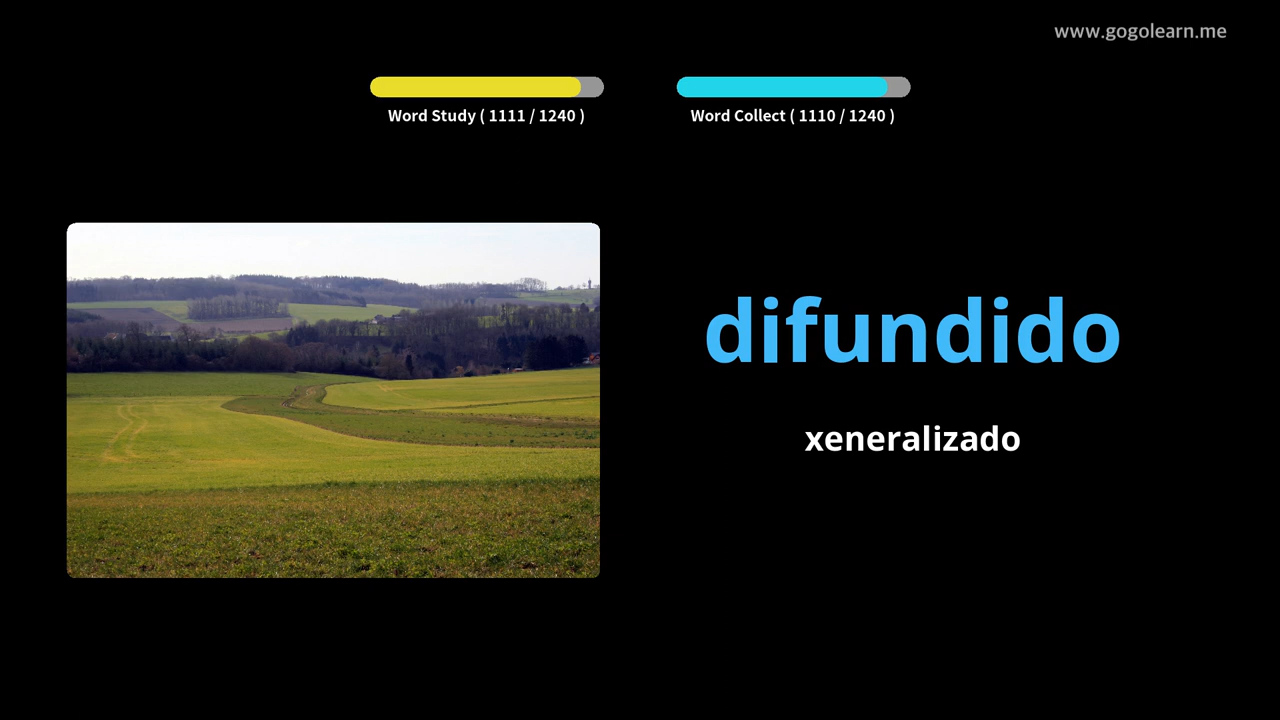 www.gogolearn.me
Word Study ( 1111 / 1240 )
Word Collect ( 1110 / 1240 )
difundido
xeneralizado